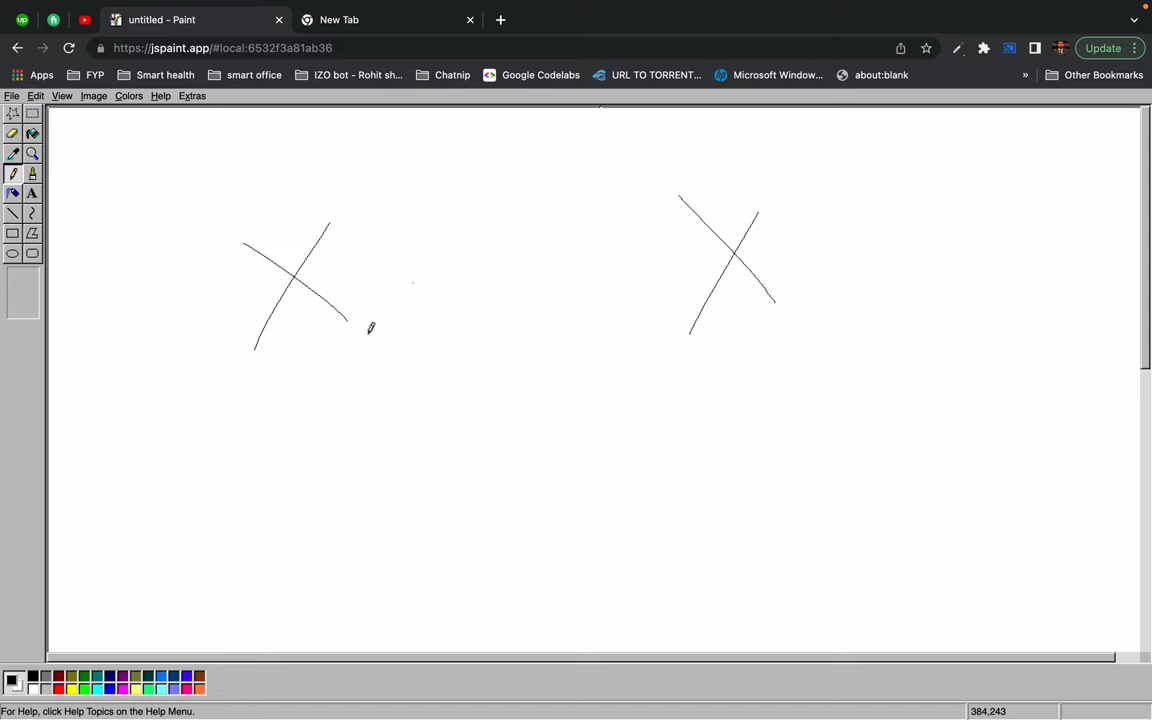 untitled - Paint
New Tab
https://jspaint.app/#local:6532f3a81ab36
Update
Apps
FYP
Smart health
smart office
IZO bot - Rohit sh...
Chatnip
Google Codelabs
URL TO TORRENT...
Microsoft Window...
about:blank
»
Other Bookmarks
File Edit View Image Colors Help Extras
A
X X
For Help, click Help Topics on the Help Menu.
384,243